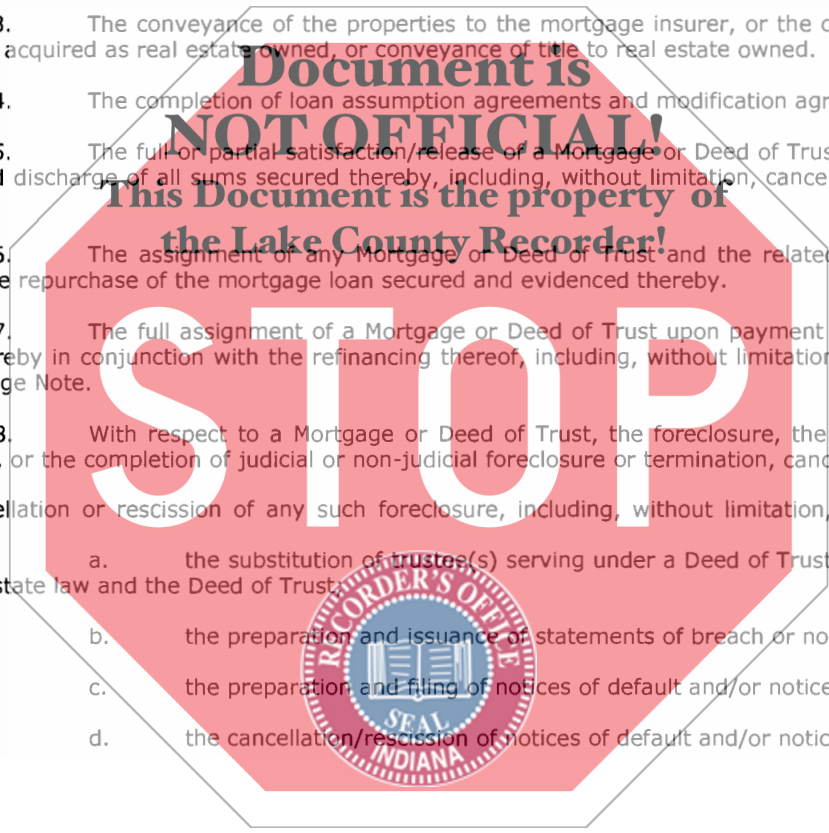 3. The conveyance of the properties to the mortgage insurer, or the c
acquired as real estate owned, or conveyance of title to real estate owned.
Document is
4. The completion of loan assumption agreements and modification agr
NOT OFFICIAL!
5. The full or partial satisfaction/release of a Mortgage or Deed of Trus
d discharge of all sums secured thereby, including, without limitation, cance
This Document is the property of
the Lake County Recorder!
6. The assignment of any Mortgage or Deed of Trust and the related
e repurchase of the mortgage loan secured and evidenced thereby.
7. The full assignment of a Mortgage or Deed of Trust upon payment
reby in conjunction with the refinancing thereof, including, without limitation
ge Note.
STOP
8. With respect to a Mortgage or Deed of Trust, the foreclosure, the
, or the completion of judicial or non-judicial foreclosure or termination, canc
ellation or rescission of any such foreclosure, including, without limitation,
a. the substitution of trustee(s) serving under a Deed of Trust
state law and the Deed of Trust;
RECORDER'S OFFICE
b. the preparation and issuance of statements of breach or no
c. the preparation and filing of notices of default and/or notice
SEAL
d. the cancellation/rescission of notices of default and/or notic
INDIANA